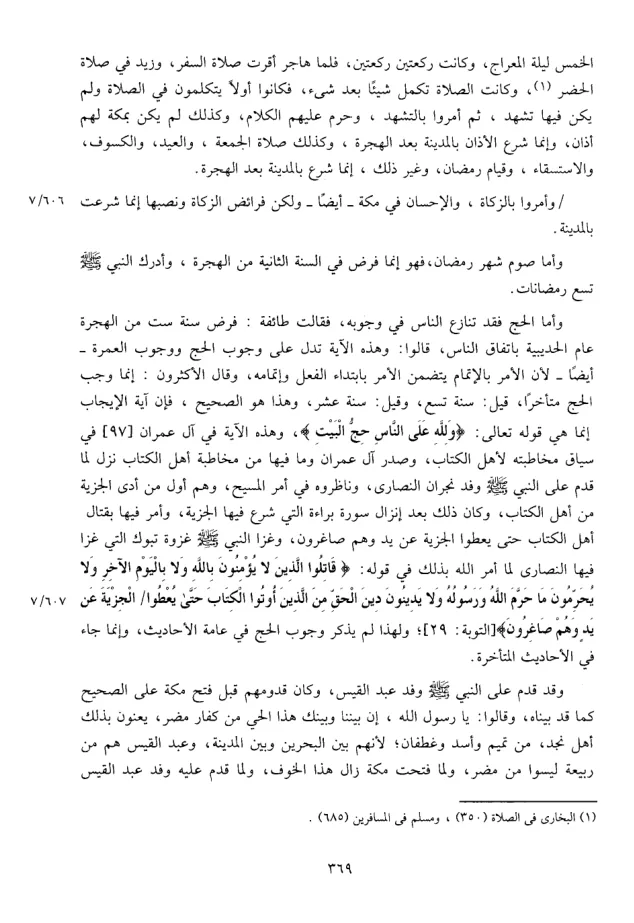 الخمس ليلة المعراج، وكانت ركعتين ركعتين، فلما هاجر أقرت صلاة السفر، وزيد في صلاة
الحضر (١)، وكانت الصلاة تكمل شيئًا بعد شىء، فكانوا أولاً يتكلمون في الصلاة ولم
يكن فيها تشهد ، ثم أمروا بالتشهد ، وحرم عليهم الكلام، وكذلك لم يكن بمكة لهم
أذان، وإنما شرع الأذان بالمدينة بعد الهجرة ، وكذلك صلاة الجمعة ، والعيد، والكسوف،
والاستسقاء ، وقيام رمضان، وغير ذلك ، إنما شرع بالمدينة بعد الهجرة.
/ وأمروا بالزكاة ، والإحسان في مكة ـ أيضًا ـ ولكن فرائض الزكاة ونصبها إنما شرعت ٧/٦٠٦
بالمدينة.
وأما صوم شهر رمضان،فهو إنما فرض في السنة الثانية من الهجرة ، وأدرك النبي ﷺ
تسع رمضانات.
وأما الحج فقد تنازع الناس في وجوبه، فقالت طائفة : فرض سنة ست من الهجرة
عام الحديبية باتفاق الناس، قالوا: وهذه الآية تدل على وجوب الحج ووجوب العمرة ـ
أيضًا ـ لأن الأمر بالإتمام يتضمن الأمر بابتداء الفعل وإتمامه، وقال الأكثرون : إنما وجب
الحج متأخرًا، قيل: سنة تسع، وقيل: سنة عشر، وهذا هو الصحيح ، فإن آية الإيجاب
إنما هي قوله تعالى: ﴿وَلِلَّهِ عَلَى النَّاسِ حِجُّ الْبَيْتِ ﴾، وهذه الآية في آل عمران [٩٧] في
سياق مخاطبته لأهل الكتاب، وصدر آل عمران وما فيها من مخاطبة أهل الكتاب نزل لما
قدم على النبي ﷺ وفد نجران النصارى، وناظروه في أمر المسيح، وهم أول من أدى الجزية
من أهل الكتاب، وكان ذلك بعد إنزال سورة براءة التي شرع فيها الجزية، وأمر فيها بقتال
أهل الكتاب حتى يعطوا الجزية عن يد وهم صاغرون، وغزا النبي ﷺ غزوة تبوك التي غزا
فيها النصارى لما أمر الله بذلك في قوله: ﴿ قَاتِلُوا الَّذِينَ لا يُؤْمِنُونَ بِاللَّهِ وَلا بِالْيَوْمِ الآخِرِ وَلا
يُحَرِّمُونَ مَا حَرَّمَ اللَّهُ وَرَسُولُهُ وَلا يَدِينُونَ دِينَ الْحَقِّ مِنَ الَّذِينَ أُوتُوا الْكِتَابَ حَتَّىٰ يُعْطُوا/ الْجِزْيَةَ عَن ٧/٦٠٧
يَدٍ وَهُمْ صَاغِرُونَ﴾[التوبة: ٢٩]؛ ولهذا لم يذكر وجوب الحج في عامة الأحاديث، وإنما جاء
في الأحاديث المتأخرة.
وقد قدم على النبي ﷺ وفد عبد القيس، وكان قدومهم قبل فتح مكة على الصحيح
كما قد بيناه، وقالوا: يا رسول الله ، إن بيننا وبينك هذا الحي من كفار مضر، يعنون بذلك
أهل نجد، من تميم وأسد وغطفان؛ لأنهم بين البحرين وبين المدينة، وعبد القيس هم من
ربيعة ليسوا من مضر، ولما فتحت مكة زال هذا الخوف، ولما قدم عليه وفد عبد القيس
(١) البخارى فى الصلاة (٣٥٠) ، ومسلم فى المسافرين (٦٨٥) .
٣٦٩